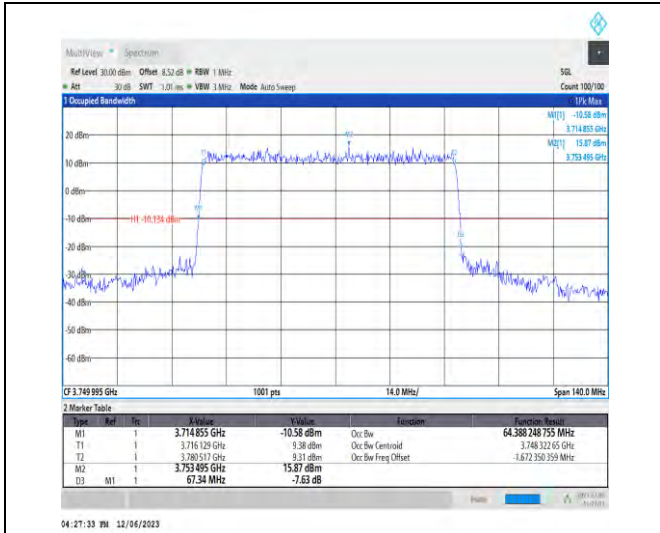 MultiView Spectrum
Ref Level 30.00 dBm Offset 8.52 dB RBW 1 MHz SGL
Att 30 dB SWT 1.01 ms VBW 3 MHz Mode Auto Sweep Count 100/100
1 Occupied Bandwidth 1Pk Max
M1[1] -10.58 dBm
3.714 855 GHz
M2[1] 15.87 dBm
3.753 495 GHz
20 dBm
10 dBm
0 dBm
-10 dBm
H1 -10.134 dBm
-20 dBm
-30 dBm
-40 dBm
-50 dBm
-60 dBm
M2
T1
T2
M1
D3
CF 3.749 995 GHz 1001 pts 14.0 MHz/ Span 140.0 MHz
2 Marker Table
Type Ref Trc X-Value Y-Value Function Function Result
M1 1 3.714 855 GHz -10.58 dBm Occ Bw 64.388 248 755 MHz
T1 1 3.716 129 GHz 9.38 dBm Occ Bw Centroid 3.748 322 65 GHz
T2 1 3.780 517 GHz 9.31 dBm Occ Bw Freq Offset -1.672 350 359 MHz
M2 1 3.753 495 GHz 15.87 dBm
D3 M1 1 67.34 MHz -7.63 dB
04:27:33 PM 12/06/2023